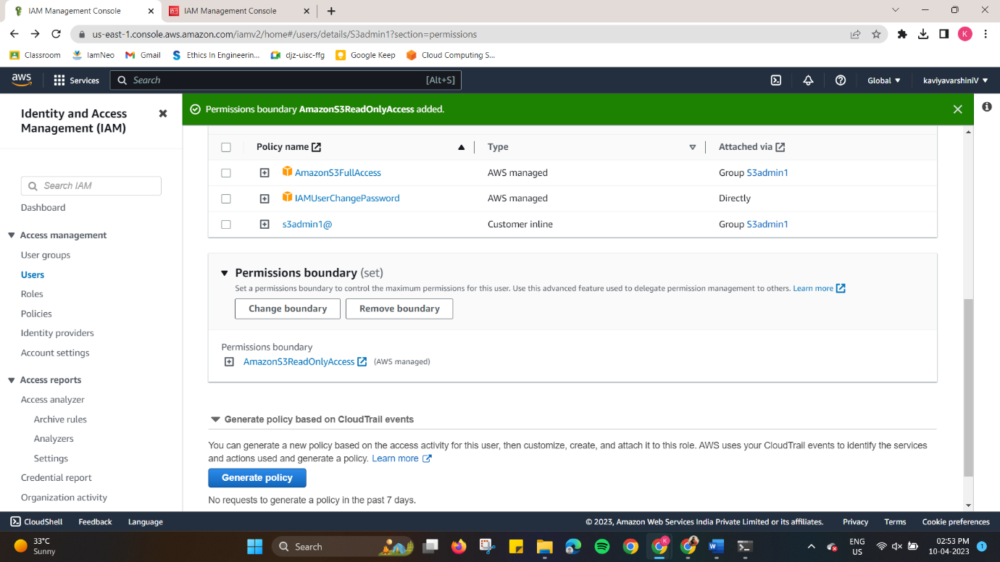 IAM Management Console
IAM Management Console
us-east-1.console.aws.amazon.com/iamv2/home#/users/details/S3admin1?section=permissions
K
Classroom
IamNeo
Gmail
Ethics In Engineerin...
djz-uisc-ffg
Google Keep
Cloud Computing S...
aws
Services
Search
[Alt+S]
Global
kaviyavarshiniV
Identity and Access
Management (IAM)
Search IAM
Dashboard
Access management
User groups
Users
Roles
Policies
Identity providers
Account settings
Access reports
Access analyzer
Archive rules
Analyzers
Settings
Credential report
Organization activity
Permissions boundary AmazonS3ReadOnlyAccess added.
Policy name Type Attached via
AmazonS3FullAccess AWS managed Group S3admin1
IAMUserChangePassword AWS managed Directly
s3admin1@ Customer inline Group S3admin1
Permissions boundary (set)
Set a permissions boundary to control the maximum permissions for this user. Use this advanced feature used to delegate permission management to others. Learn more
Change boundary
Remove boundary
Permissions boundary
AmazonS3ReadOnlyAccess (AWS managed)
Generate policy based on CloudTrail events
You can generate a new policy based on the access activity for this user, then customize, create, and attach it to this role. AWS uses your CloudTrail events to identify the services
and actions used and generate a policy. Learn more
Generate policy
No requests to generate a policy in the past 7 days.
CloudShell
Feedback
Language
© 2023, Amazon Web Services India Private Limited or its affiliates.
Privacy
Terms
Cookie preferences
33°C
Sunny
Search
K
ENG
US
02:53 PM
10-04-2023
1